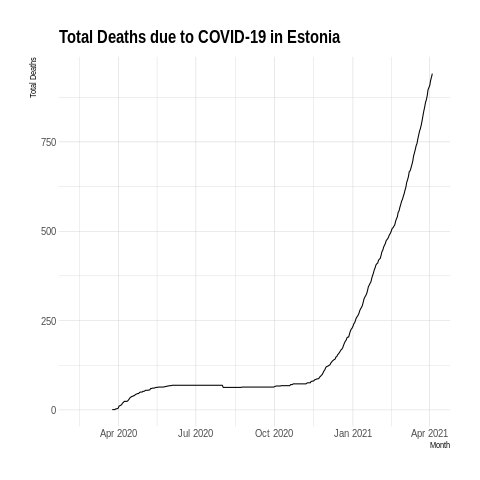 Total Deaths due to COVID-19 in Estonia
Total Deaths
750
500
250
0
Apr 2020 Jul 2020 Oct 2020 Jan 2021 Apr 2021
Month